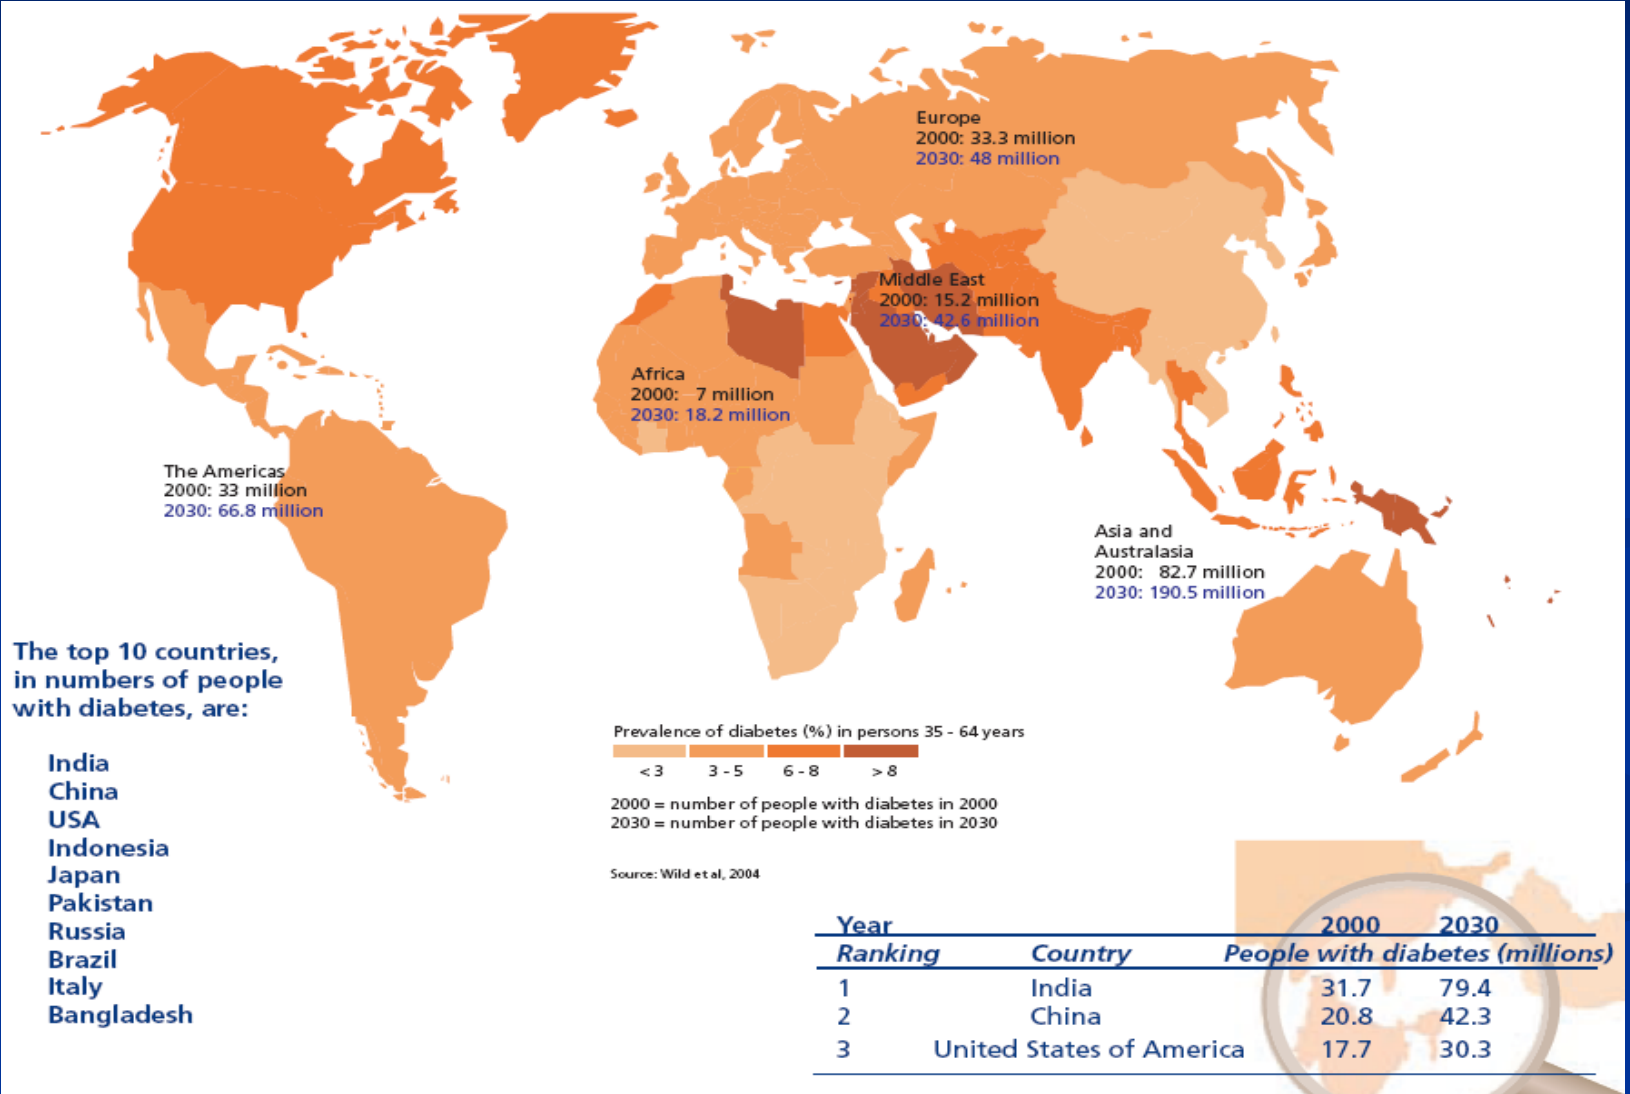 Europe
2000: 33.3 million
2030: 48 million
Middle East
2000: 15.2 million
2030: 42.6 million
Africa
2000: 7 million
2030: 18.2 million
The Americas
2000: 33 million
2030: 66.8 million
Asia and
Australasia
2000: 82.7 million
2030: 190.5 million
The top 10 countries,
in numbers of people
with diabetes, are:
India
China
USA
Indonesia
Japan
Pakistan
Russia
Brazil
Italy
Bangladesh
Prevalence of diabetes (%) in persons 35 - 64 years
< 3 3 - 5 6 - 8 > 8
2000 = number of people with diabetes in 2000
2030 = number of people with diabetes in 2030
Source: Wild et al, 2004
Year 2000 2030
Ranking Country People with diabetes (millions)
1 India 31.7 79.4
2 China 20.8 42.3
3 United States of America 17.7 30.3